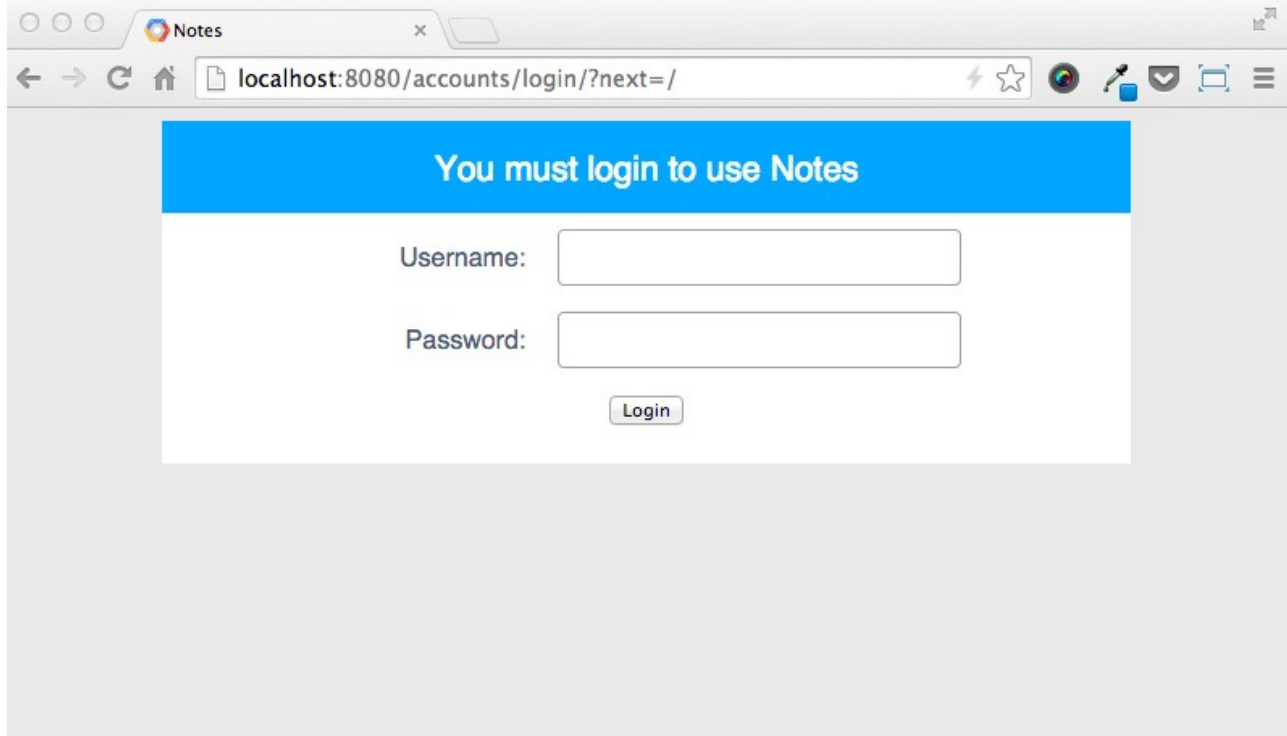 Notes
localhost:8080/accounts/login/?next=/
You must login to use Notes
Username:
Password:
Login